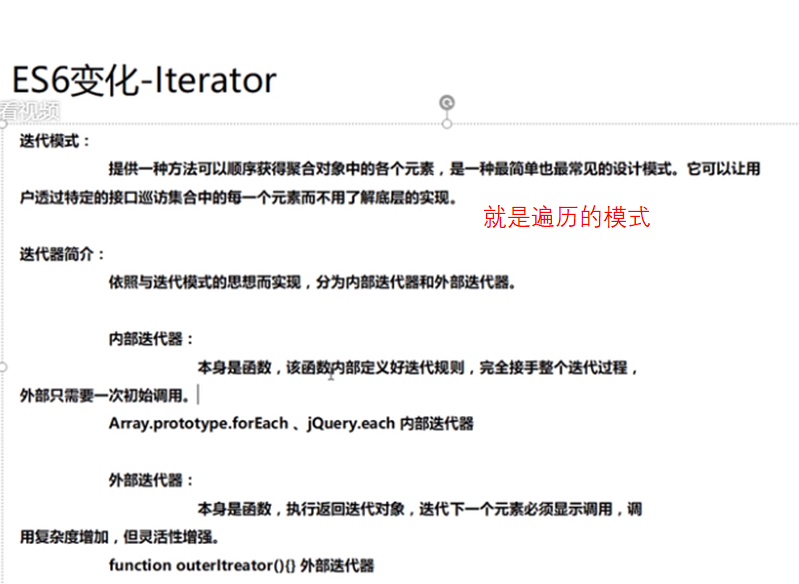 ES6变化-Iterator
看视频
迭代模式：
提供一种方法可以顺序获得聚合对象中的各个元素，是一种最简单也最常见的设计模式。它可以让用
户透过特定的接口巡访集合中的每一个元素而不用了解底层的实现。
就是遍历的模式
迭代器简介：
依照与迭代模式的思想而实现，分为内部迭代器和外部迭代器。
内部迭代器：
本身是函数，该函数内部定义好迭代规则，完全接手整个迭代过程，
外部只需要一次初始调用。
Array.prototype.forEach 、jQuery.each 内部迭代器
外部迭代器：
本身是函数，执行返回迭代对象，迭代下一个元素必须显示调用，调
用复杂度增加，但灵活性增强。
function outerItreator(){} 外部迭代器